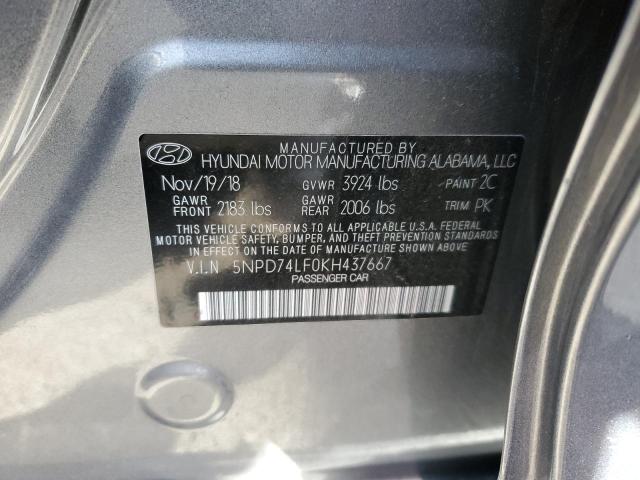 MANUFACTURED BY
HYUNDAI MOTOR MANUFACTURING ALABAMA, LLC
Nov/19/18 GVWR 3924 lbs PAINT 2C
GAWR FRONT 2183 lbs GAWR REAR 2006 lbs TRIM PK
THIS VEHICLE CONFORMS TO ALL APPLICABLE U.S.A. FEDERAL
MOTOR VEHICLE SAFETY, BUMPER, AND THEFT PREVENTION STANDARDS
IN EFFECT ON THE DATE OF MANUFACTURE SHOWN ABOVE.
V.I.N 5NPD74LF0KH437667
PASSENGER CAR